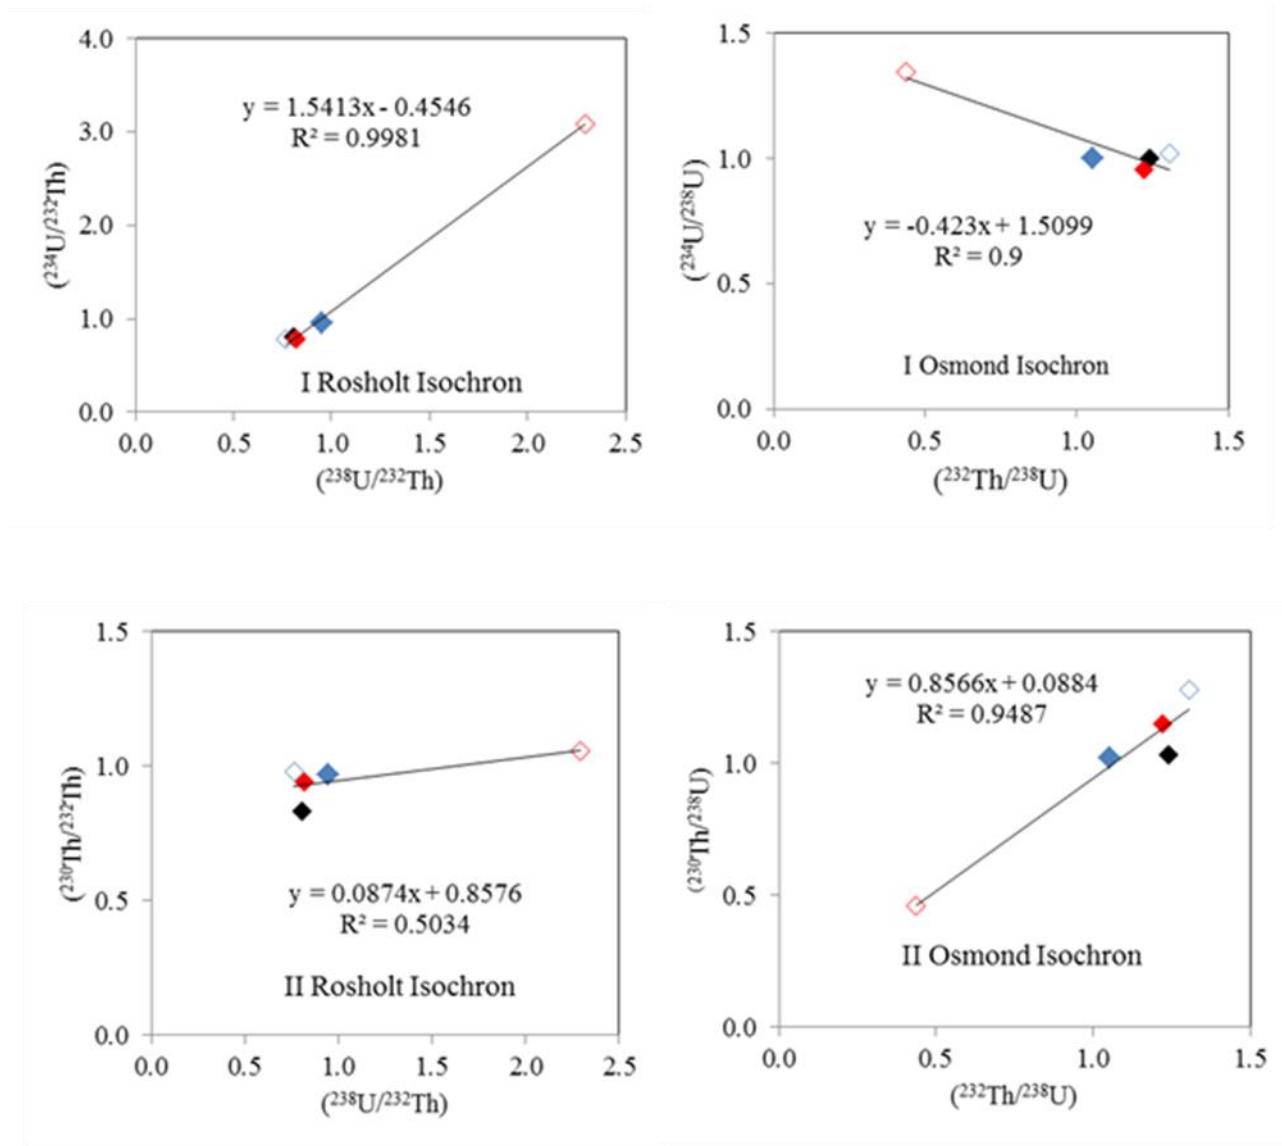 4.0
3.0
2.0
1.0
0.0
y = 1.5413x - 0.4546
R² = 0.9981
I Rosholt Isochron
0.0 0.5 1.0 1.5 2.0 2.5
(²³⁸U/²³²Th)
(²³⁴U/²³²Th)
1.5
1.0
0.5
0.0
y = -0.423x + 1.5099
R² = 0.9
I Osmond Isochron
0.0 0.5 1.0 1.5
(²³²Th/²³⁸U)
(²³⁴U/²³⁸U)
1.5
1.0
0.5
0.0
y = 0.0874x + 0.8576
R² = 0.5034
II Rosholt Isochron
0.0 0.5 1.0 1.5 2.0 2.5
(²³⁸U/²³²Th)
(²³⁰Th/²³²Th)
1.5
1.0
0.5
0.0
y = 0.8566x + 0.0884
R² = 0.9487
II Osmond Isochron
0.0 0.5 1.0 1.5
(²³²Th/²³⁸U)
(²³⁰Th/²³⁸U)